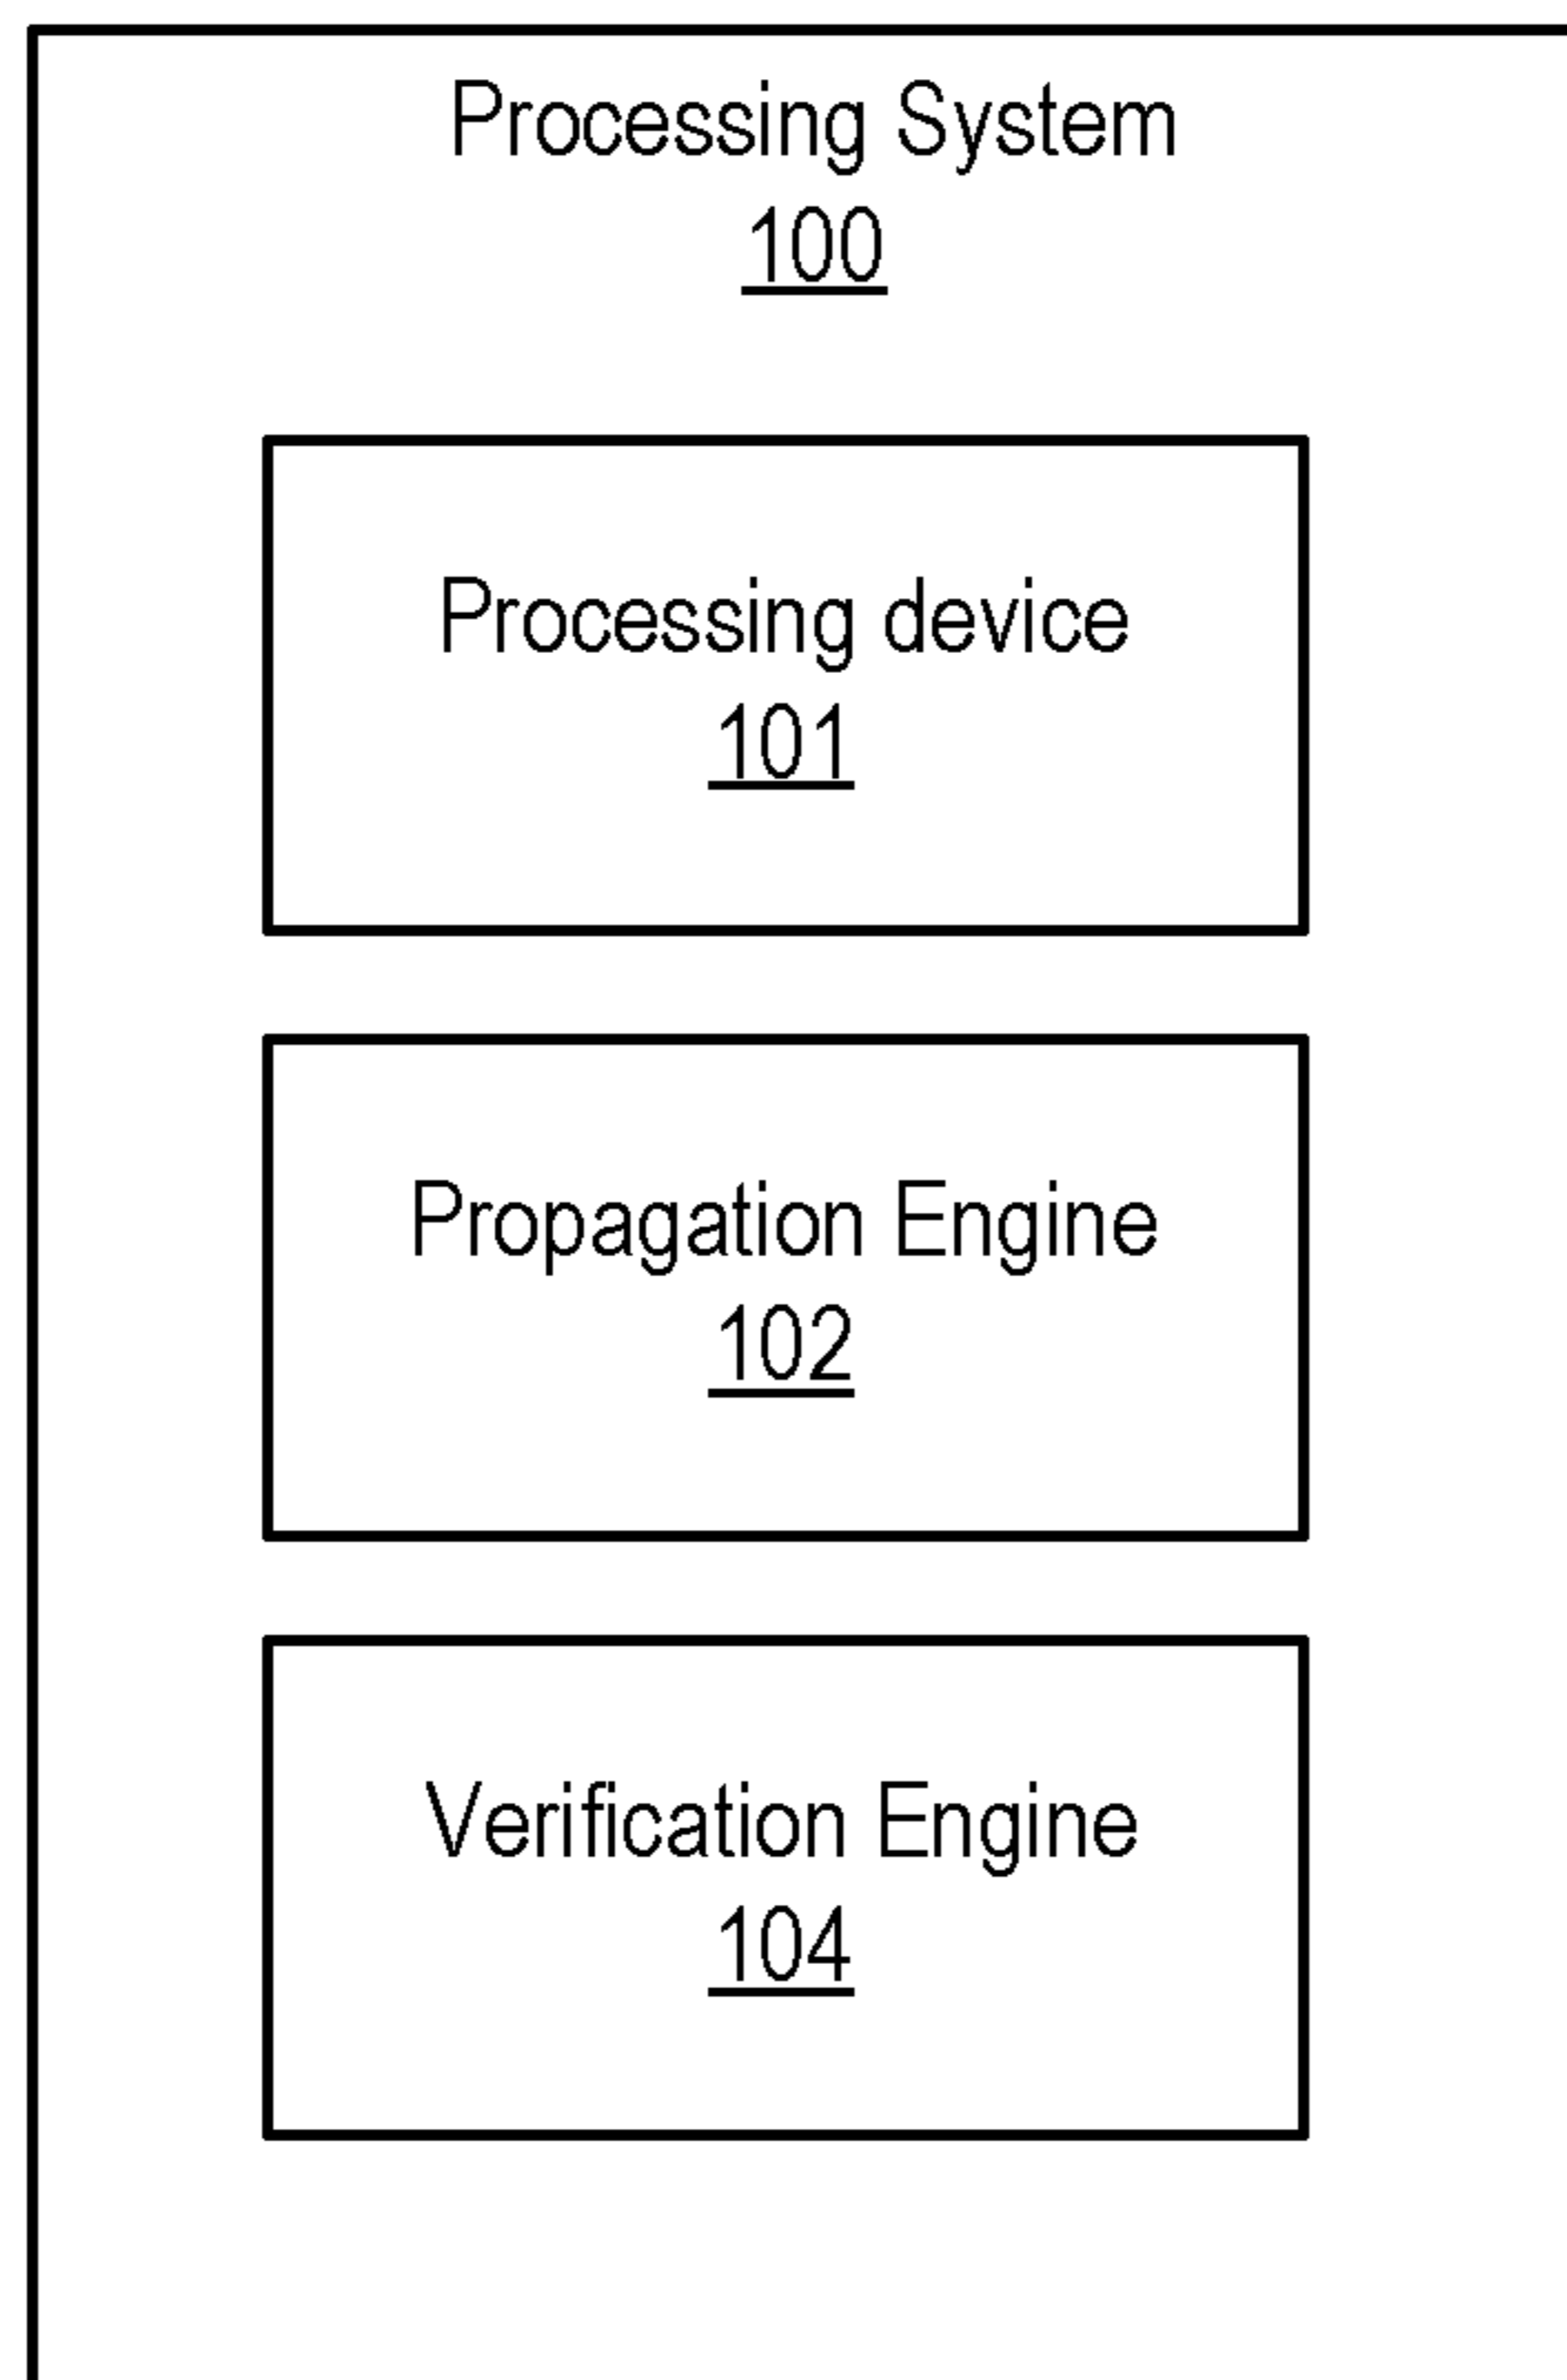 Processing System
100
Processing device
101
Propagation Engine
102
Verification Engine
104